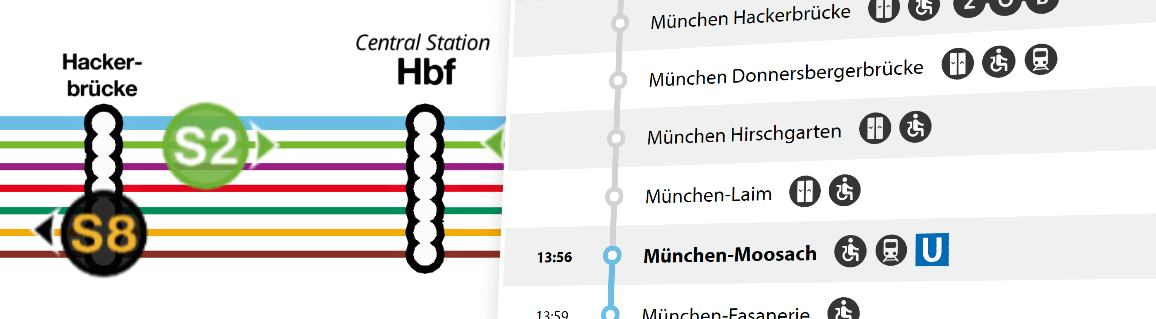 Hacker-
brücke
Central Station
Hbf
S2
S8
München Hackerbrücke
München Donnersbergerbrücke
München Hirschgarten
München-Laim
13:56 München-Moosach U
13:59 München-Fasanerie